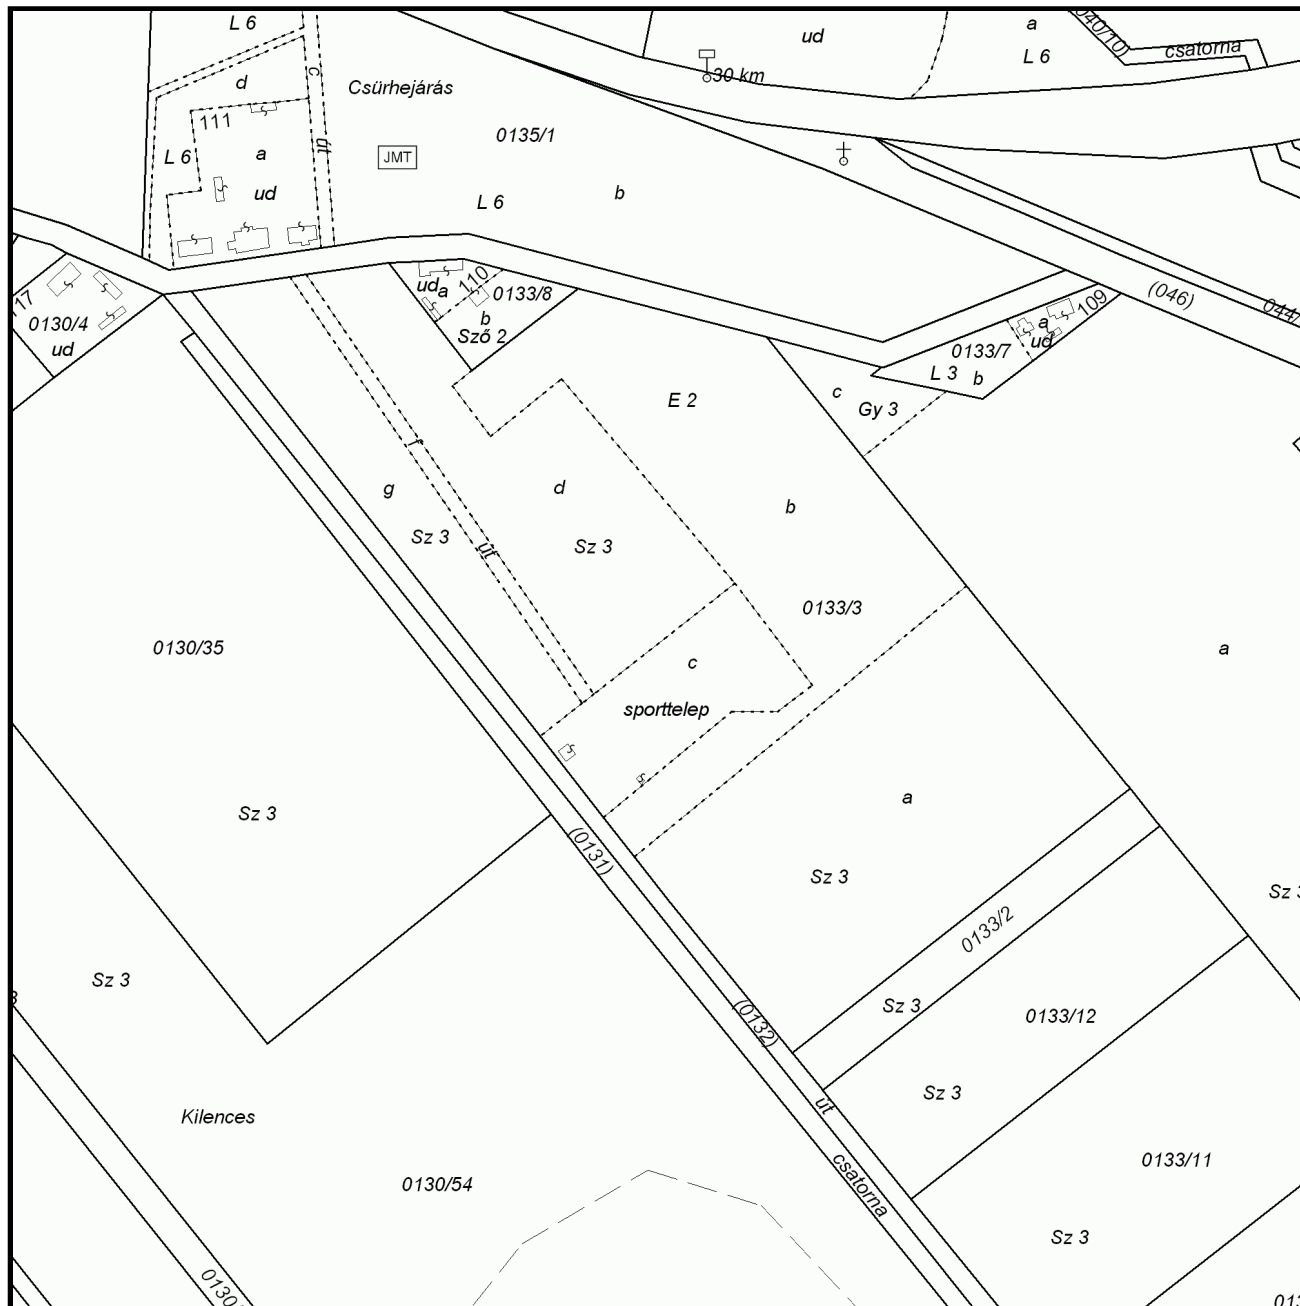 L 6
c
ud
a
L 6
040/10)
csatorna
30 km
d
Csürhejárás
111
0135/1
L 6
a
út
JMT
ud
L 6
b
(046)
ud
a
110
0133/8
b
Sző 2
0130/4
ud
a
109
ud
0133/7
L 3
b
c
Gy 3
E 2
f
g
d
b
Sz 3
út
Sz 3
0133/3
0130/35
c
a
sporttelep
a
Sz 3
(0131)
Sz 3
Sz 3
0133/2
Sz 3
Sz 3
(0132)
0133/12
Sz 3
út
Kilences
csatorna
0133/11
0130/54
Sz 3
0130